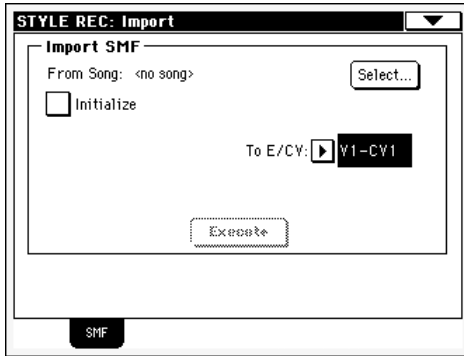 STYLE REC: Import
Import SMF
From Song: <no song>
Select...
Initialize
To E/CV: V1-CV1
Execute
SMF